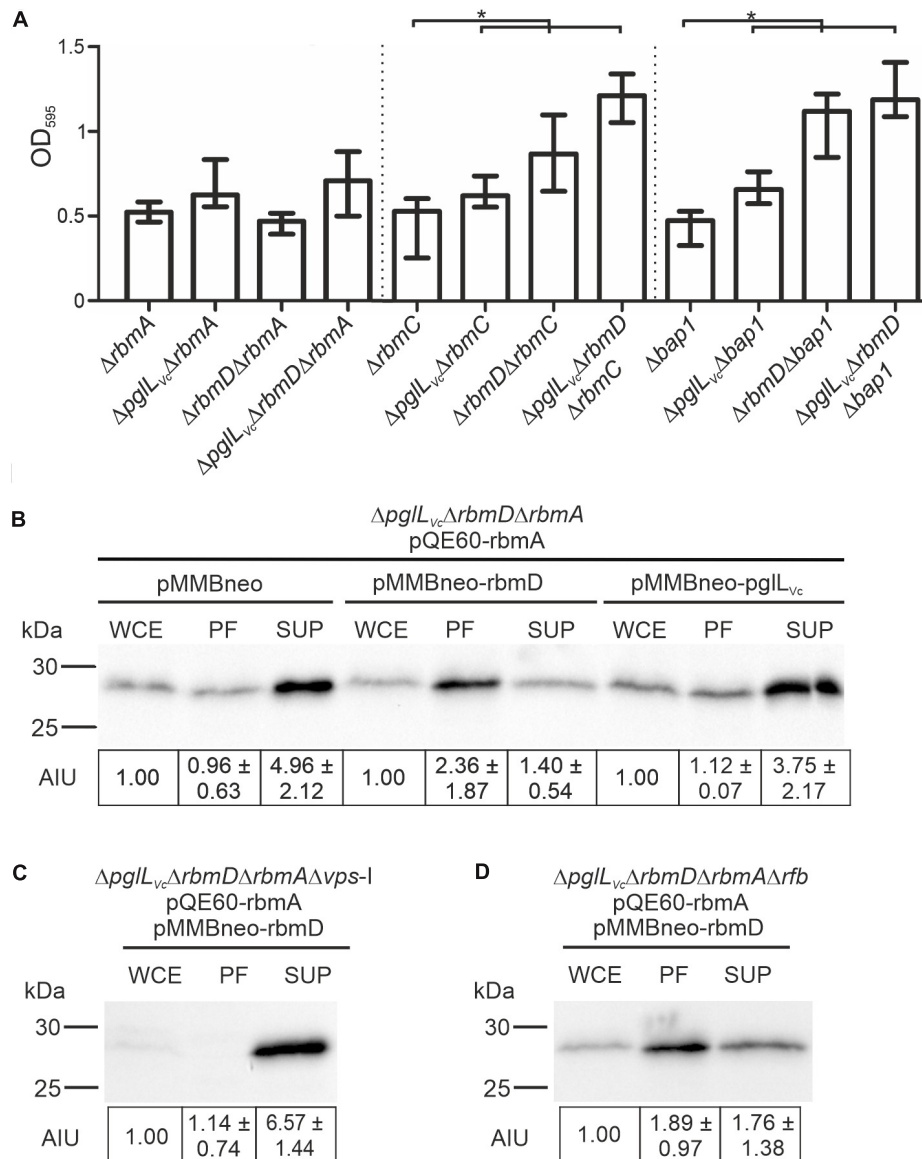 A
* *
1.5
1
0.5
0
OD595
ΔrbmA
ΔpglLVcΔrbmA
ΔrbmDΔrbmA
ΔpglLVcΔrbmDΔrbmA
ΔrbmC
ΔpglLVcΔrbmC
ΔrbmDΔrbmC
ΔpglLVcΔrbmD
ΔrbmC
Δbap1
ΔpglLVcΔbap1
ΔrbmDΔbap1
ΔpglLVcΔrbmD
Δbap1
B
ΔpglLVcΔrbmDΔrbmA
pQE60-rbmA
pMMBneo pMMBneo-rbmD pMMBneo-pglLVc
kDa WCE PF SUP WCE PF SUP WCE PF SUP
30
25
AIU 1.00 0.96 ± 4.96 ± 1.00 2.36 ± 1.40 ± 1.00 1.12 ± 3.75 ±
0.63 2.12 1.87 0.54 0.07 2.17
C
ΔpglLVcΔrbmDΔrbmAΔvps-I
pQE60-rbmA
pMMBneo-rbmD
kDa WCE PF SUP
30
25
AIU 1.00 1.14 ± 6.57 ±
0.74 1.44
D
ΔpglLVcΔrbmDΔrbmAΔrfb
pQE60-rbmA
pMMBneo-rbmD
kDa WCE PF SUP
30
25
AIU 1.00 1.89 ± 1.76 ±
0.97 1.38